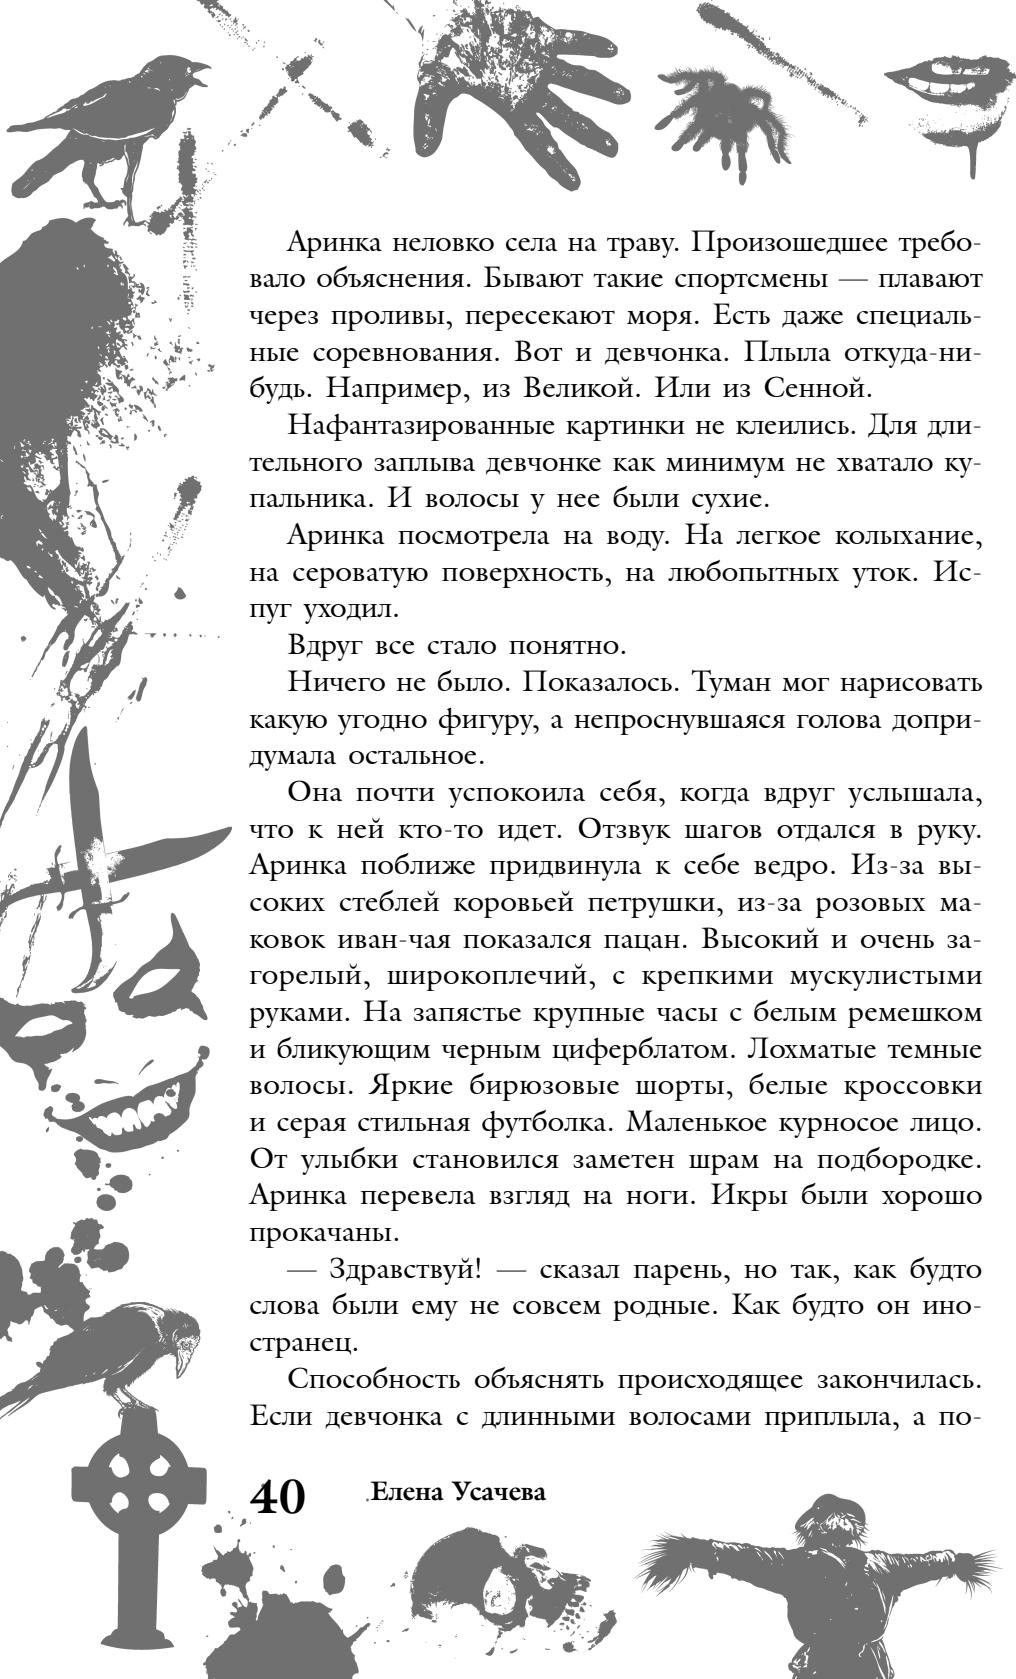 Аринка неловко села на траву. Произошедшее требо-
вало объяснения. Бывают такие спортсмены — плавают
через проливы, пересекают моря. Есть даже специаль-
ные соревнования. Вот и девчонка. Плыла откуда-ни-
будь. Например, из Великой. Или из Сенной.
Нафантазированные картинки не клеились. Для дли-
тельного заплыва девчонке как минимум не хватало ку-
пальника. И волосы у нее были сухие.
Аринка посмотрела на воду. На легкое колыхание,
на сероватую поверхность, на любопытных уток. Ис-
пуг уходил.
Вдруг все стало понятно.
Ничего не было. Показалось. Туман мог нарисовать
какую угодно фигуру, а непроснувшаяся голова допри-
думала остальное.
Она почти успокоила себя, когда вдруг услышала,
что к ней кто-то идет. Отзвук шагов отдался в руку.
Аринка поближе придвинула к себе ведро. Из-за вы-
соких стеблей коровьей петрушки, из-за розовых ма-
ковок иван-чая показался пацан. Высокий и очень за-
горелый, широкоплечий, с крепкими мускулистыми
руками. На запястье крупные часы с белым ремешком
и бликующим черным циферблатом. Лохматые темные
волосы. Яркие бирюзовые шорты, белые кроссовки
и серая стильная футболка. Маленькое курносое лицо.
От улыбки становился заметен шрам на подбородке.
Аринка перевела взгляд на ноги. Икры были хорошо
прокачаны.
— Здравствуй! — сказал парень, но так, как будто
слова были ему не совсем родные. Как будто он ино-
странец.
Способность объяснять происходящее закончилась.
Если девчонка с длинными волосами приплыла, а по-
40 Елена Усачева